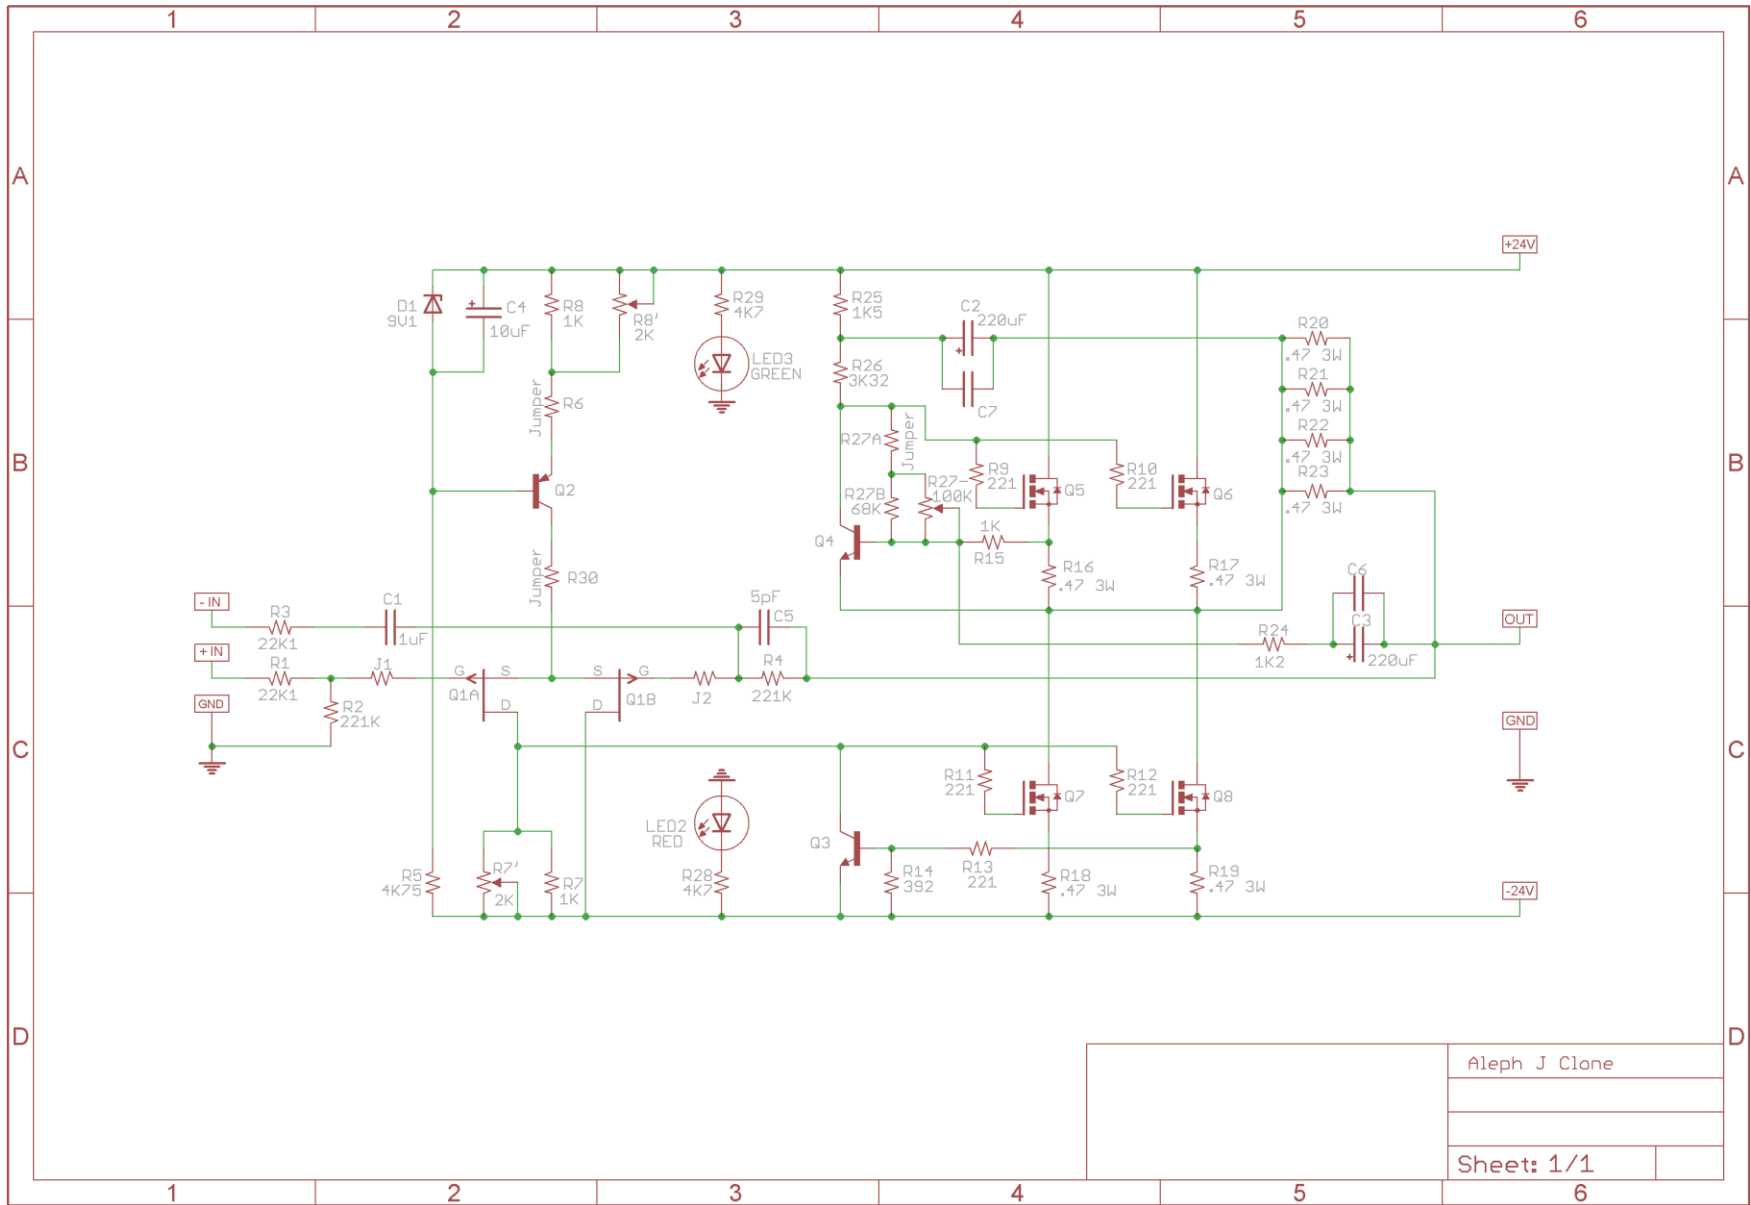 1 2 3 4 5 6
A A
+24V
D1
9V1
C4
10uF
R8
1K
R8'
2K
R29
4K7
R25
1K5
C2
220uF
R20
.47 3W
LED3
GREEN
R26
3K32
R21
.47 3W
Jumper
R6
C7
R27A
Jumper
R22
.47 3W
B B
Q2
R27B
68K
R27-
100K
R9
221
Q5
R10
221
Q6
R23
.47 3W
Q4
1K
R15
Jumper
R30
R16
.47 3W
R17
.47 3W
C6
- IN
R3
22K1
C1
1uF
5pF
C5
C3
220uF
OUT
R24
1K2
+ IN
R1
22K1
J1
G S
Q1A
D
S G
D
Q1B
J2
R4
221K
GND
R2
221K
GND
C C
R11
221
Q7
R12
221
Q8
LED2
RED
Q3
R5
4K75
R7'
2K
R7
1K
R28
4K7
R14
392
R13
221
R18
.47 3W
R19
.47 3W
-24V
D D
Aleph J Clone
Sheet: 1/1
1 2 3 4 5 6